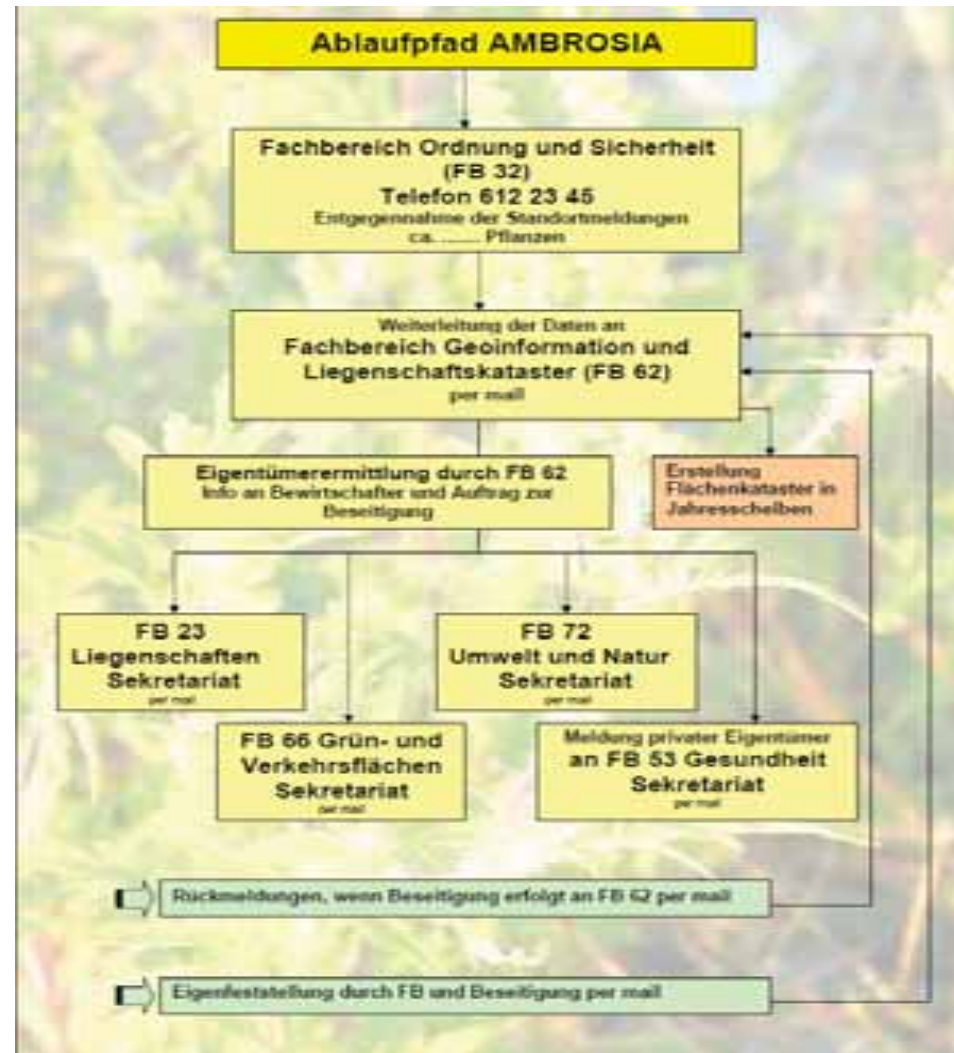 Ablaufpfad AMBROSIA
Fachbereich Ordnung und Sicherheit
(FB 32)
Telefon 612 23 45
Entgegennahme der Standortmeldungen
ca. ........ Pflanzen
Weiterleitung der Daten an
Fachbereich Geoinformation und
Liegenschaftskataster (FB 62)
per mail
Eigentümerermittlung durch FB 62
Info an Bewirtschafter und Auftrag zur
Beseitigung
Erstellung
Flächenkataster in
Jahresscheiben
FB 23
Liegenschaften
Sekretariat
per mail
FB 72
Umwelt und Natur
Sekretariat
per mail
FB 66 Grün- und
Verkehrsflächen
Sekretariat
per mail
Meldung privater Eigentümer
an FB 53 Gesundheit
Sekretariat
per mail
Rückmeldungen, wenn Beseitigung erfolgt an FB 62 per mail
Eigenfeststellung durch FB und Beseitigung per mail